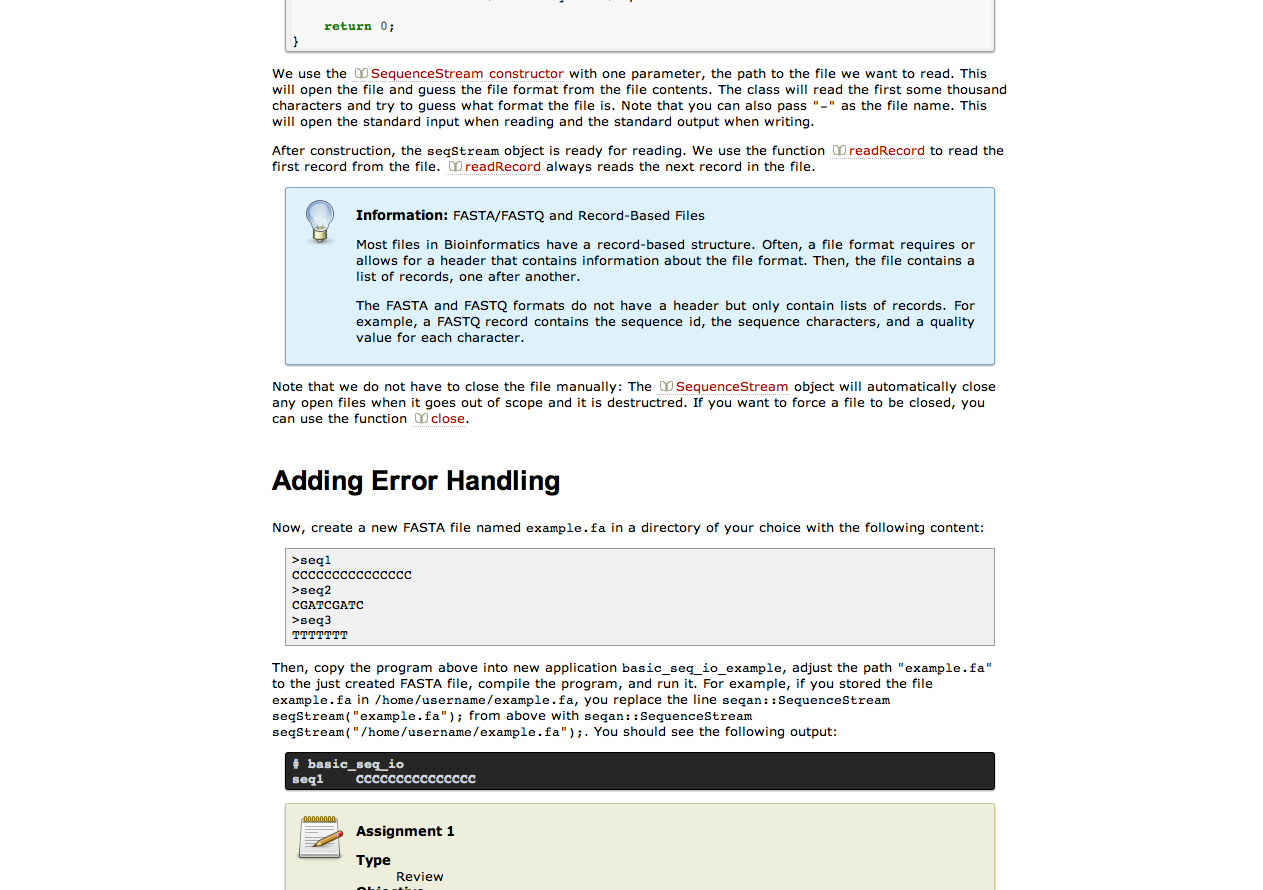 return 0;
}
We use the SequenceStream constructor with one parameter, the path to the file we want to read. This
will open the file and guess the file format from the file contents. The class will read the first some thousand
characters and try to guess what format the file is. Note that you can also pass "-" as the file name. This
will open the standard input when reading and the standard output when writing.
After construction, the seqStream object is ready for reading. We use the function readRecord to read the
first record from the file. readRecord always reads the next record in the file.
Information: FASTA/FASTQ and Record-Based Files
Most files in Bioinformatics have a record-based structure. Often, a file format requires or
allows for a header that contains information about the file format. Then, the file contains a
list of records, one after another.
The FASTA and FASTQ formats do not have a header but only contain lists of records. For
example, a FASTQ record contains the sequence id, the sequence characters, and a quality
value for each character.
Note that we do not have to close the file manually: The SequenceStream object will automatically close
any open files when it goes out of scope and it is destructred. If you want to force a file to be closed, you
can use the function close.
Adding Error Handling
Now, create a new FASTA file named example.fa in a directory of your choice with the following content:
>seq1
CCCCCCCCCCCCCCC
>seq2
CGATCGATC
>seq3
TTTTTTT
Then, copy the program above into new application basic_seq_io_example, adjust the path "example.fa"
to the just created FASTA file, compile the program, and run it. For example, if you stored the file
example.fa in /home/username/example.fa, you replace the line seqan::SequenceStream
seqStream("example.fa"); from above with seqan::SequenceStream
seqStream("/home/username/example.fa");. You should see the following output:
# basic_seq_io
seq1 CCCCCCCCCCCCCCC
Assignment 1
Type
Review
Objective